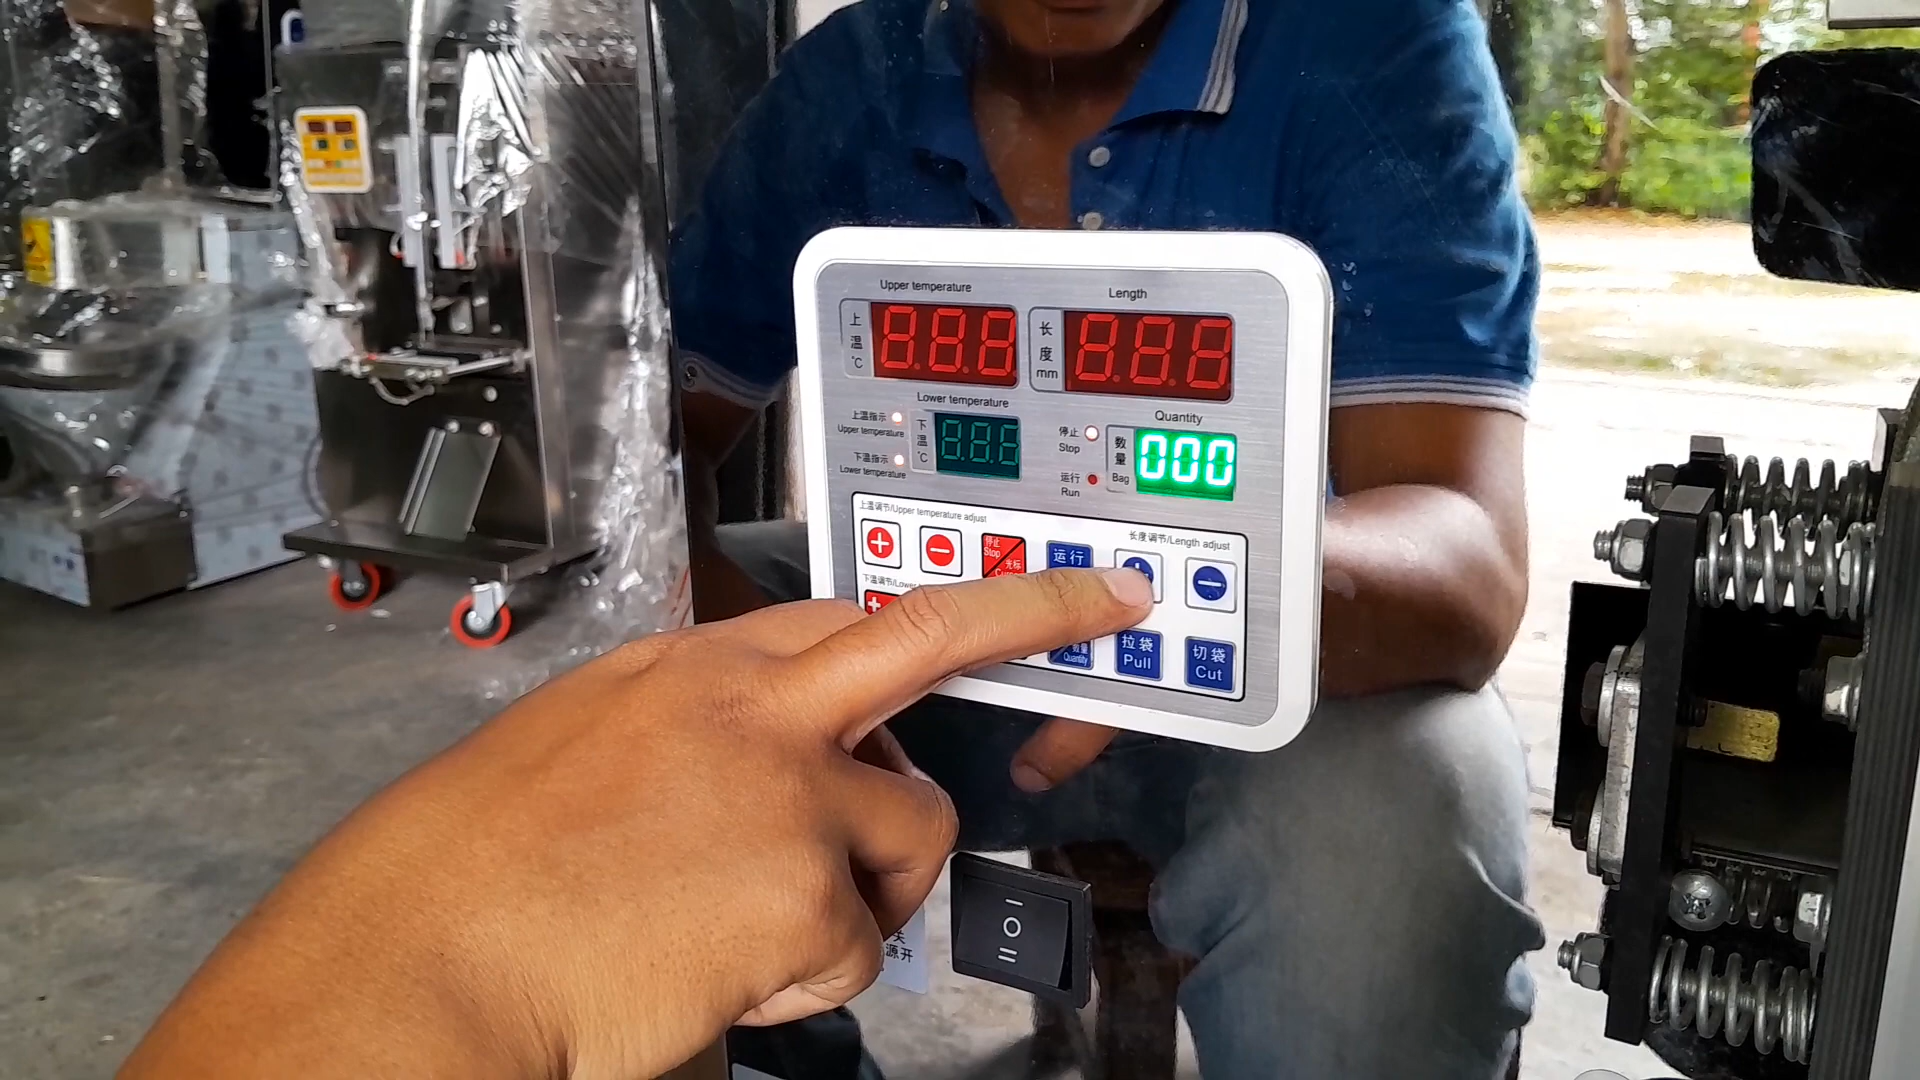 Upper temperature
Length
上温 ℃
长度 mm
Lower temperature
Quantity
上温指示
Upper temperature
下温 ℃
下温指示
Lower temperature
停止
Stop
运行
Run
数量 Bag
000
上温调节/Upper temperature adjust
长度调节/Length adjust
停止
Stop
光标
运行
下温调节
数量
Quantity
拉袋
Pull
切袋
Cut
源开